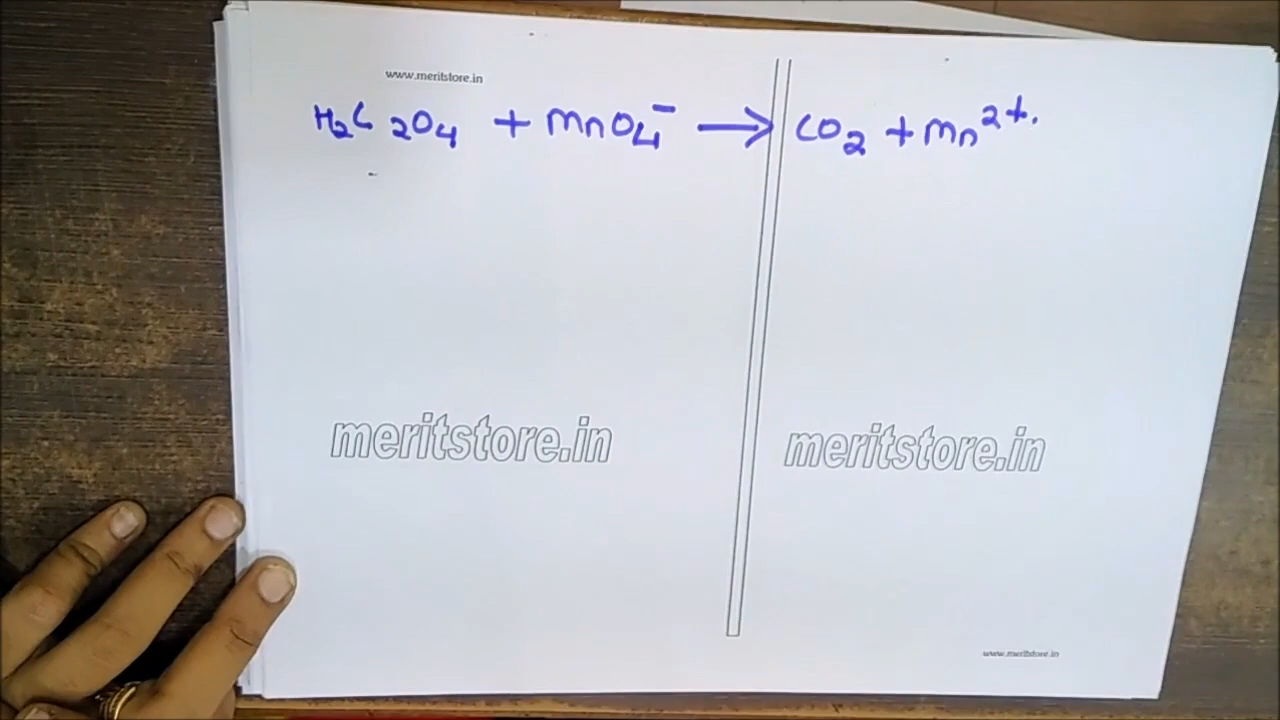 www.meritstore.in
H₂C₂O₄ + MnO₄⁻ → CO₂ + Mn²⁺.
meritstore.in meritstore.in
www.meritstore.in